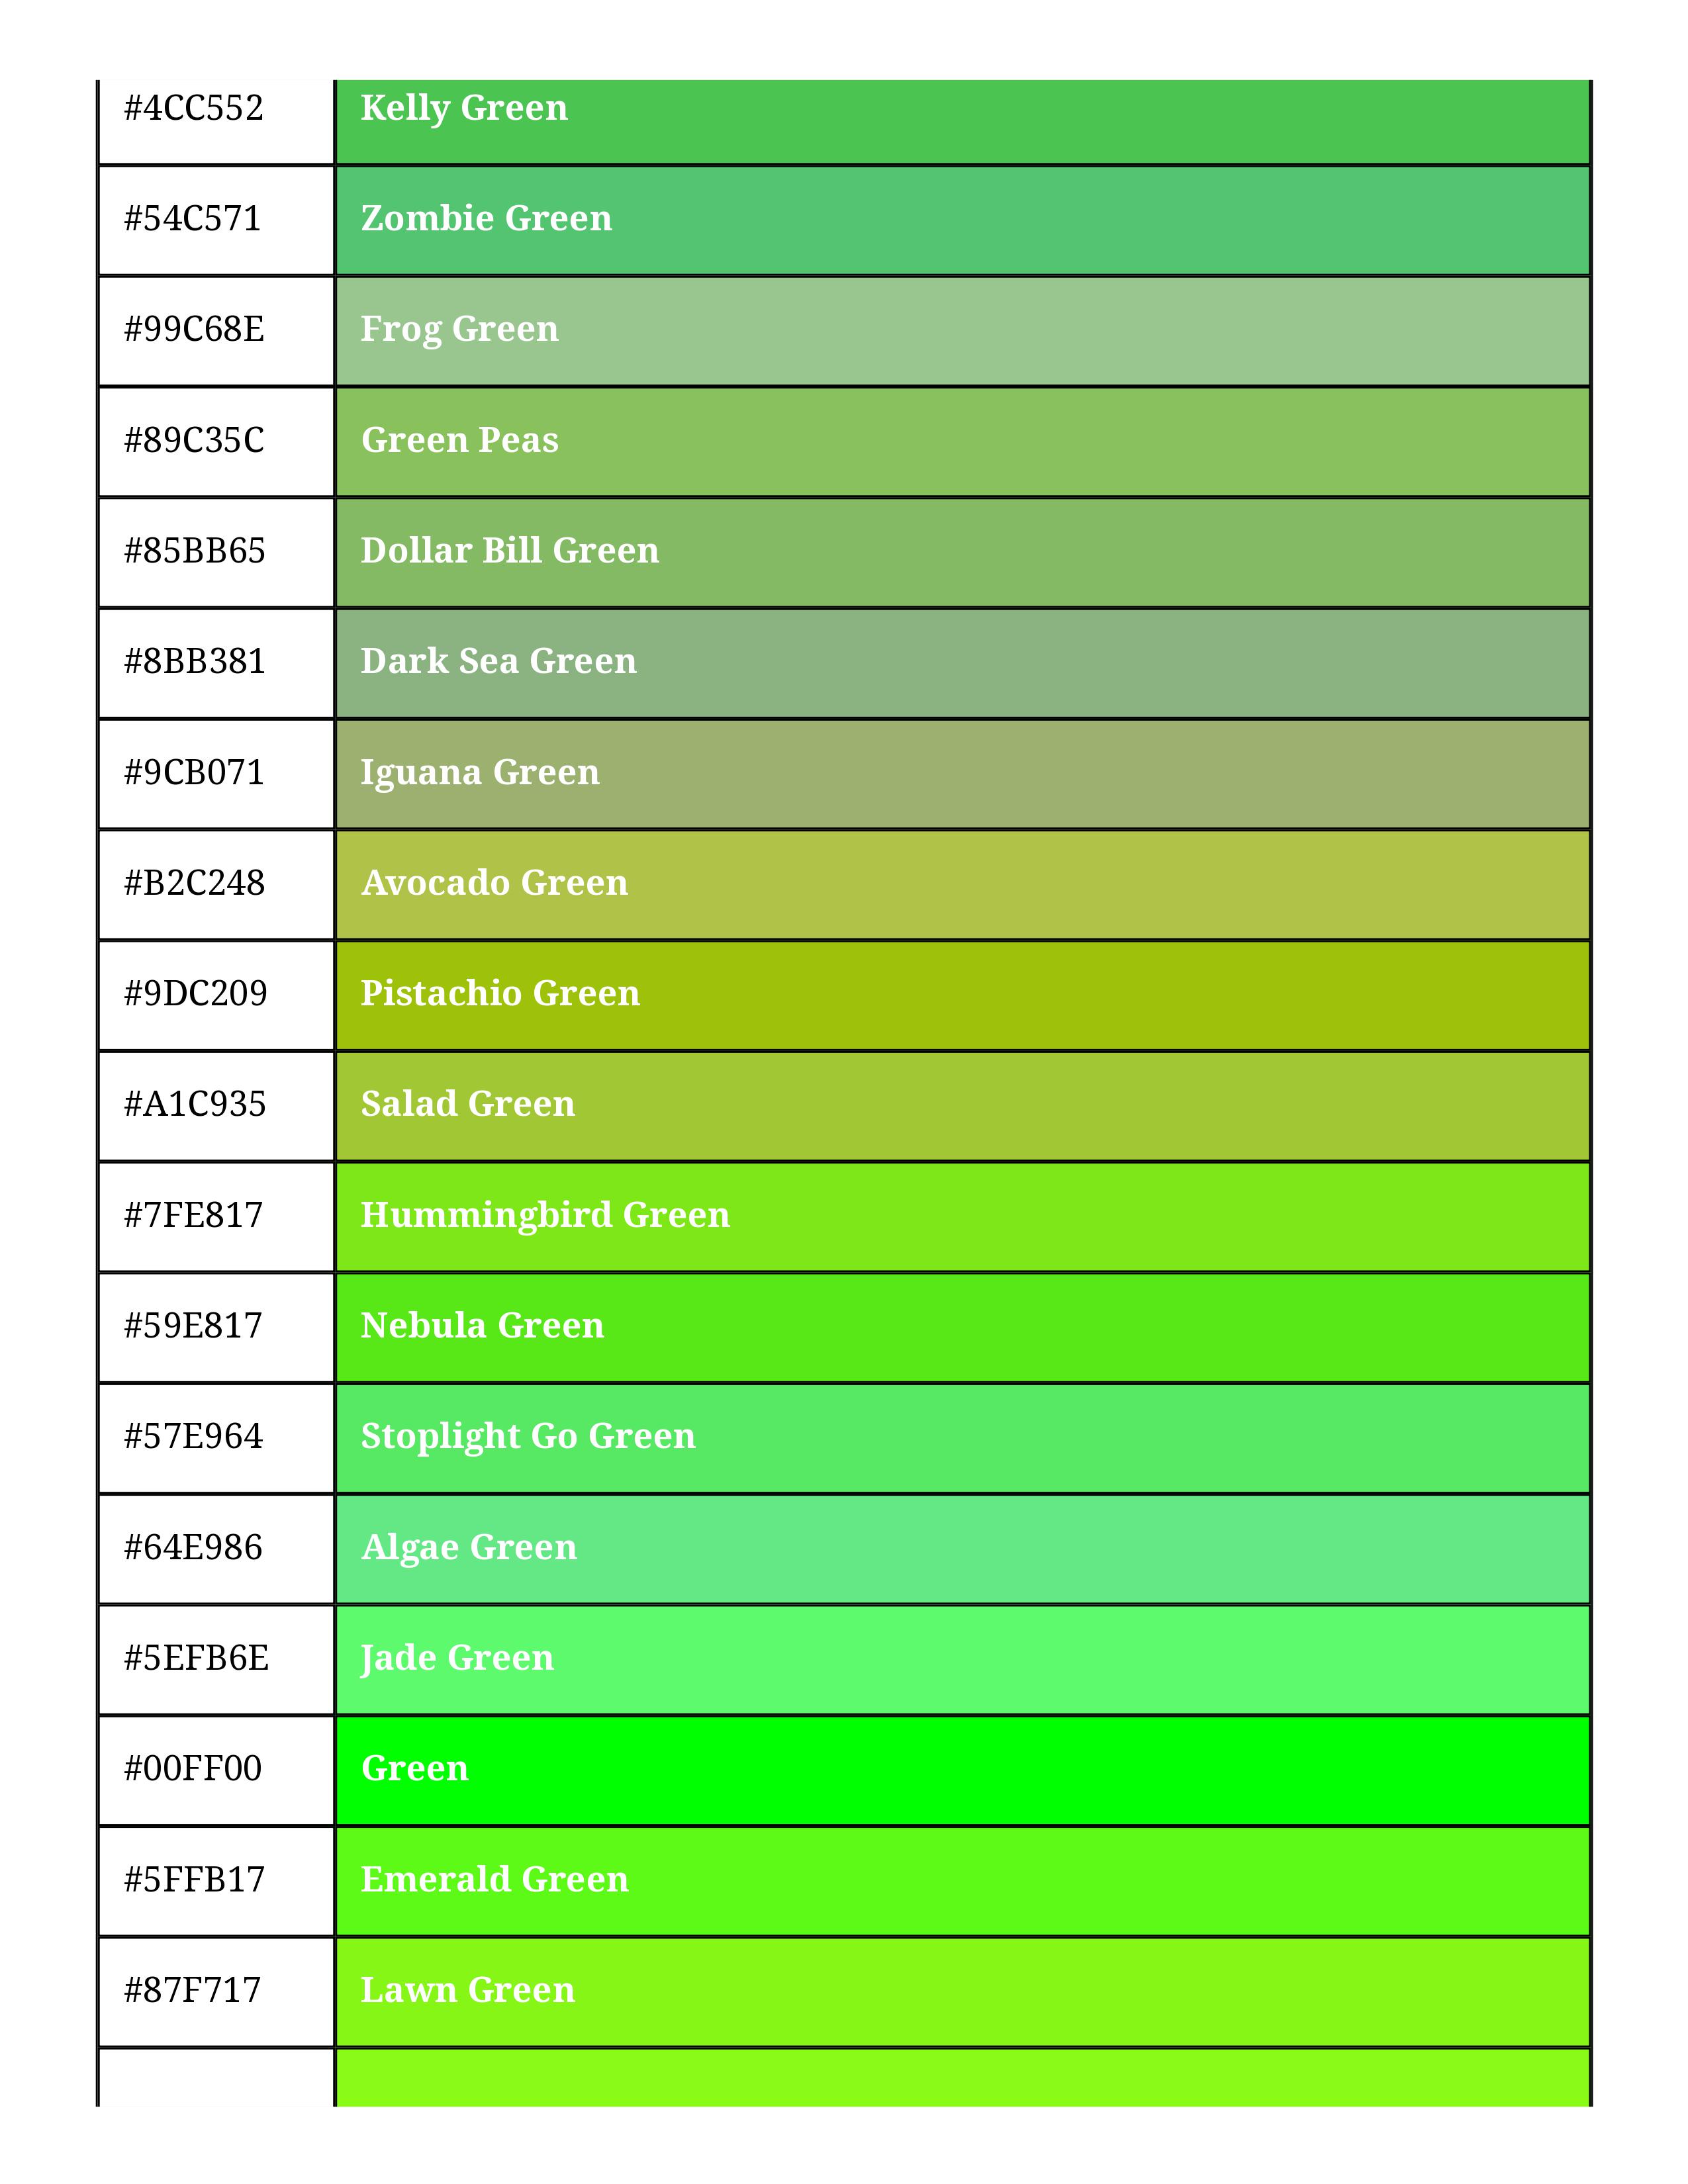 #4CC552 Kelly Green
#54C571 Zombie Green
#99C68E Frog Green
#89C35C Green Peas
#85BB65 Dollar Bill Green
#8BB381 Dark Sea Green
#9CB071 Iguana Green
#B2C248 Avocado Green
#9DC209 Pistachio Green
#A1C935 Salad Green
#7FE817 Hummingbird Green
#59E817 Nebula Green
#57E964 Stoplight Go Green
#64E986 Algae Green
#5EFB6E Jade Green
#00FF00 Green
#5FFB17 Emerald Green
#87F717 Lawn Green